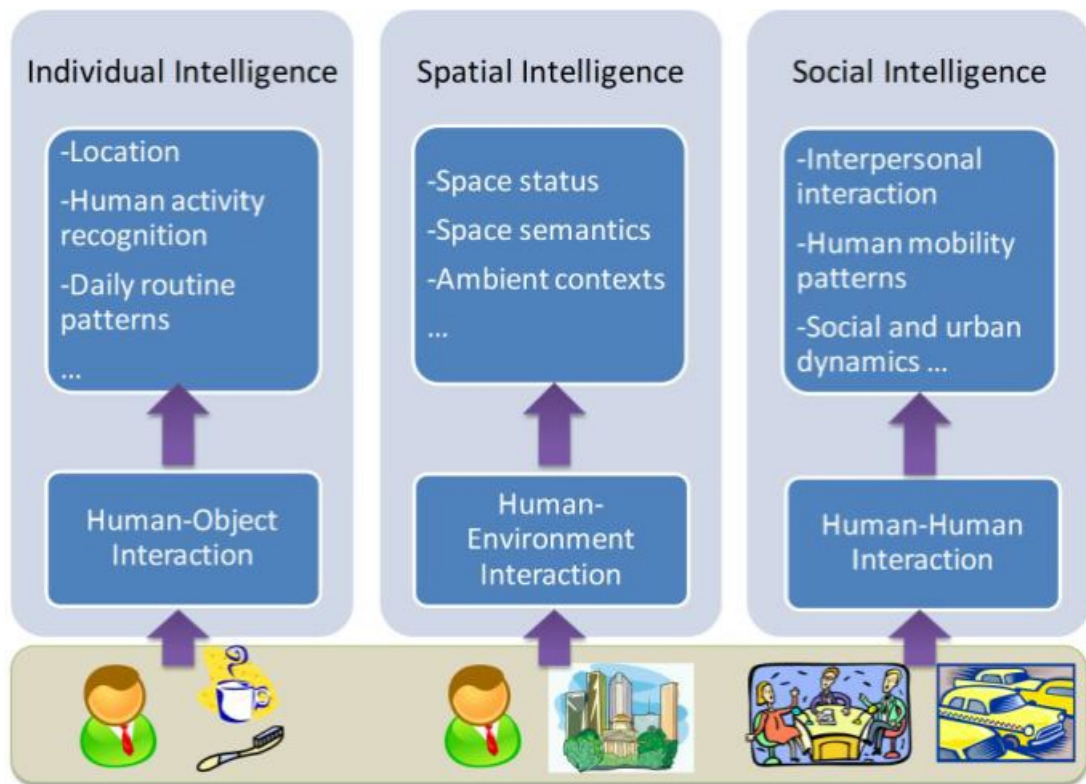 Individual Intelligence
-Location
-Human activity
recognition
-Daily routine
patterns
...
Human-Object
Interaction
Spatial Intelligence
-Space status
-Space semantics
-Ambient contexts
...
Human-
Environment
Interaction
Social Intelligence
-Interpersonal
interaction
-Human mobility
patterns
-Social and urban
dynamics ...
Human-Human
Interaction